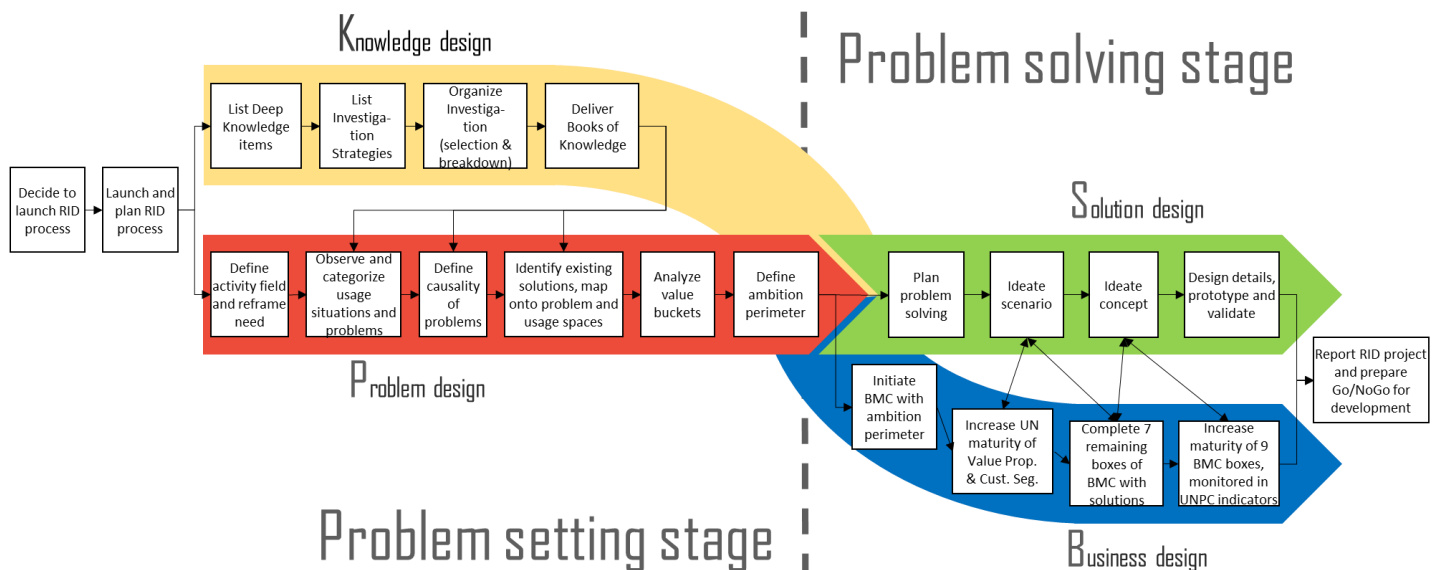 Knowledge design
Problem solving stage
List Deep
Knowledge
items
List
Investiga-
tion
Strategies
Organize
Investiga-
tion
(selection &
breakdown)
Deliver
Books of
Knowledge
Decide to
launch RID
process
Launch and
plan RID
process
Solution design
Define
activity field
and reframe
need
Observe and
categorize
usage
situations and
problems
Define
causality of
problems
Identify existing
solutions, map
onto problem and
usage spaces
Analyze
value
buckets
Define
ambition
perimeter
Plan
problem
solving
Ideate
scenario
Ideate
concept
Design details,
prototype and
validate
Report RID project
and prepare
Go/NoGo for
development
Problem design
Initiate
BMC with
ambition
perimeter
Increase UN
maturity of
Value Prop.
& Cust. Seg.
Complete 7
remaining
boxes of
BMC with
solutions
Increase
maturity of 9
BMC boxes,
monitored in
UNPC indicators
Problem setting stage
Business design